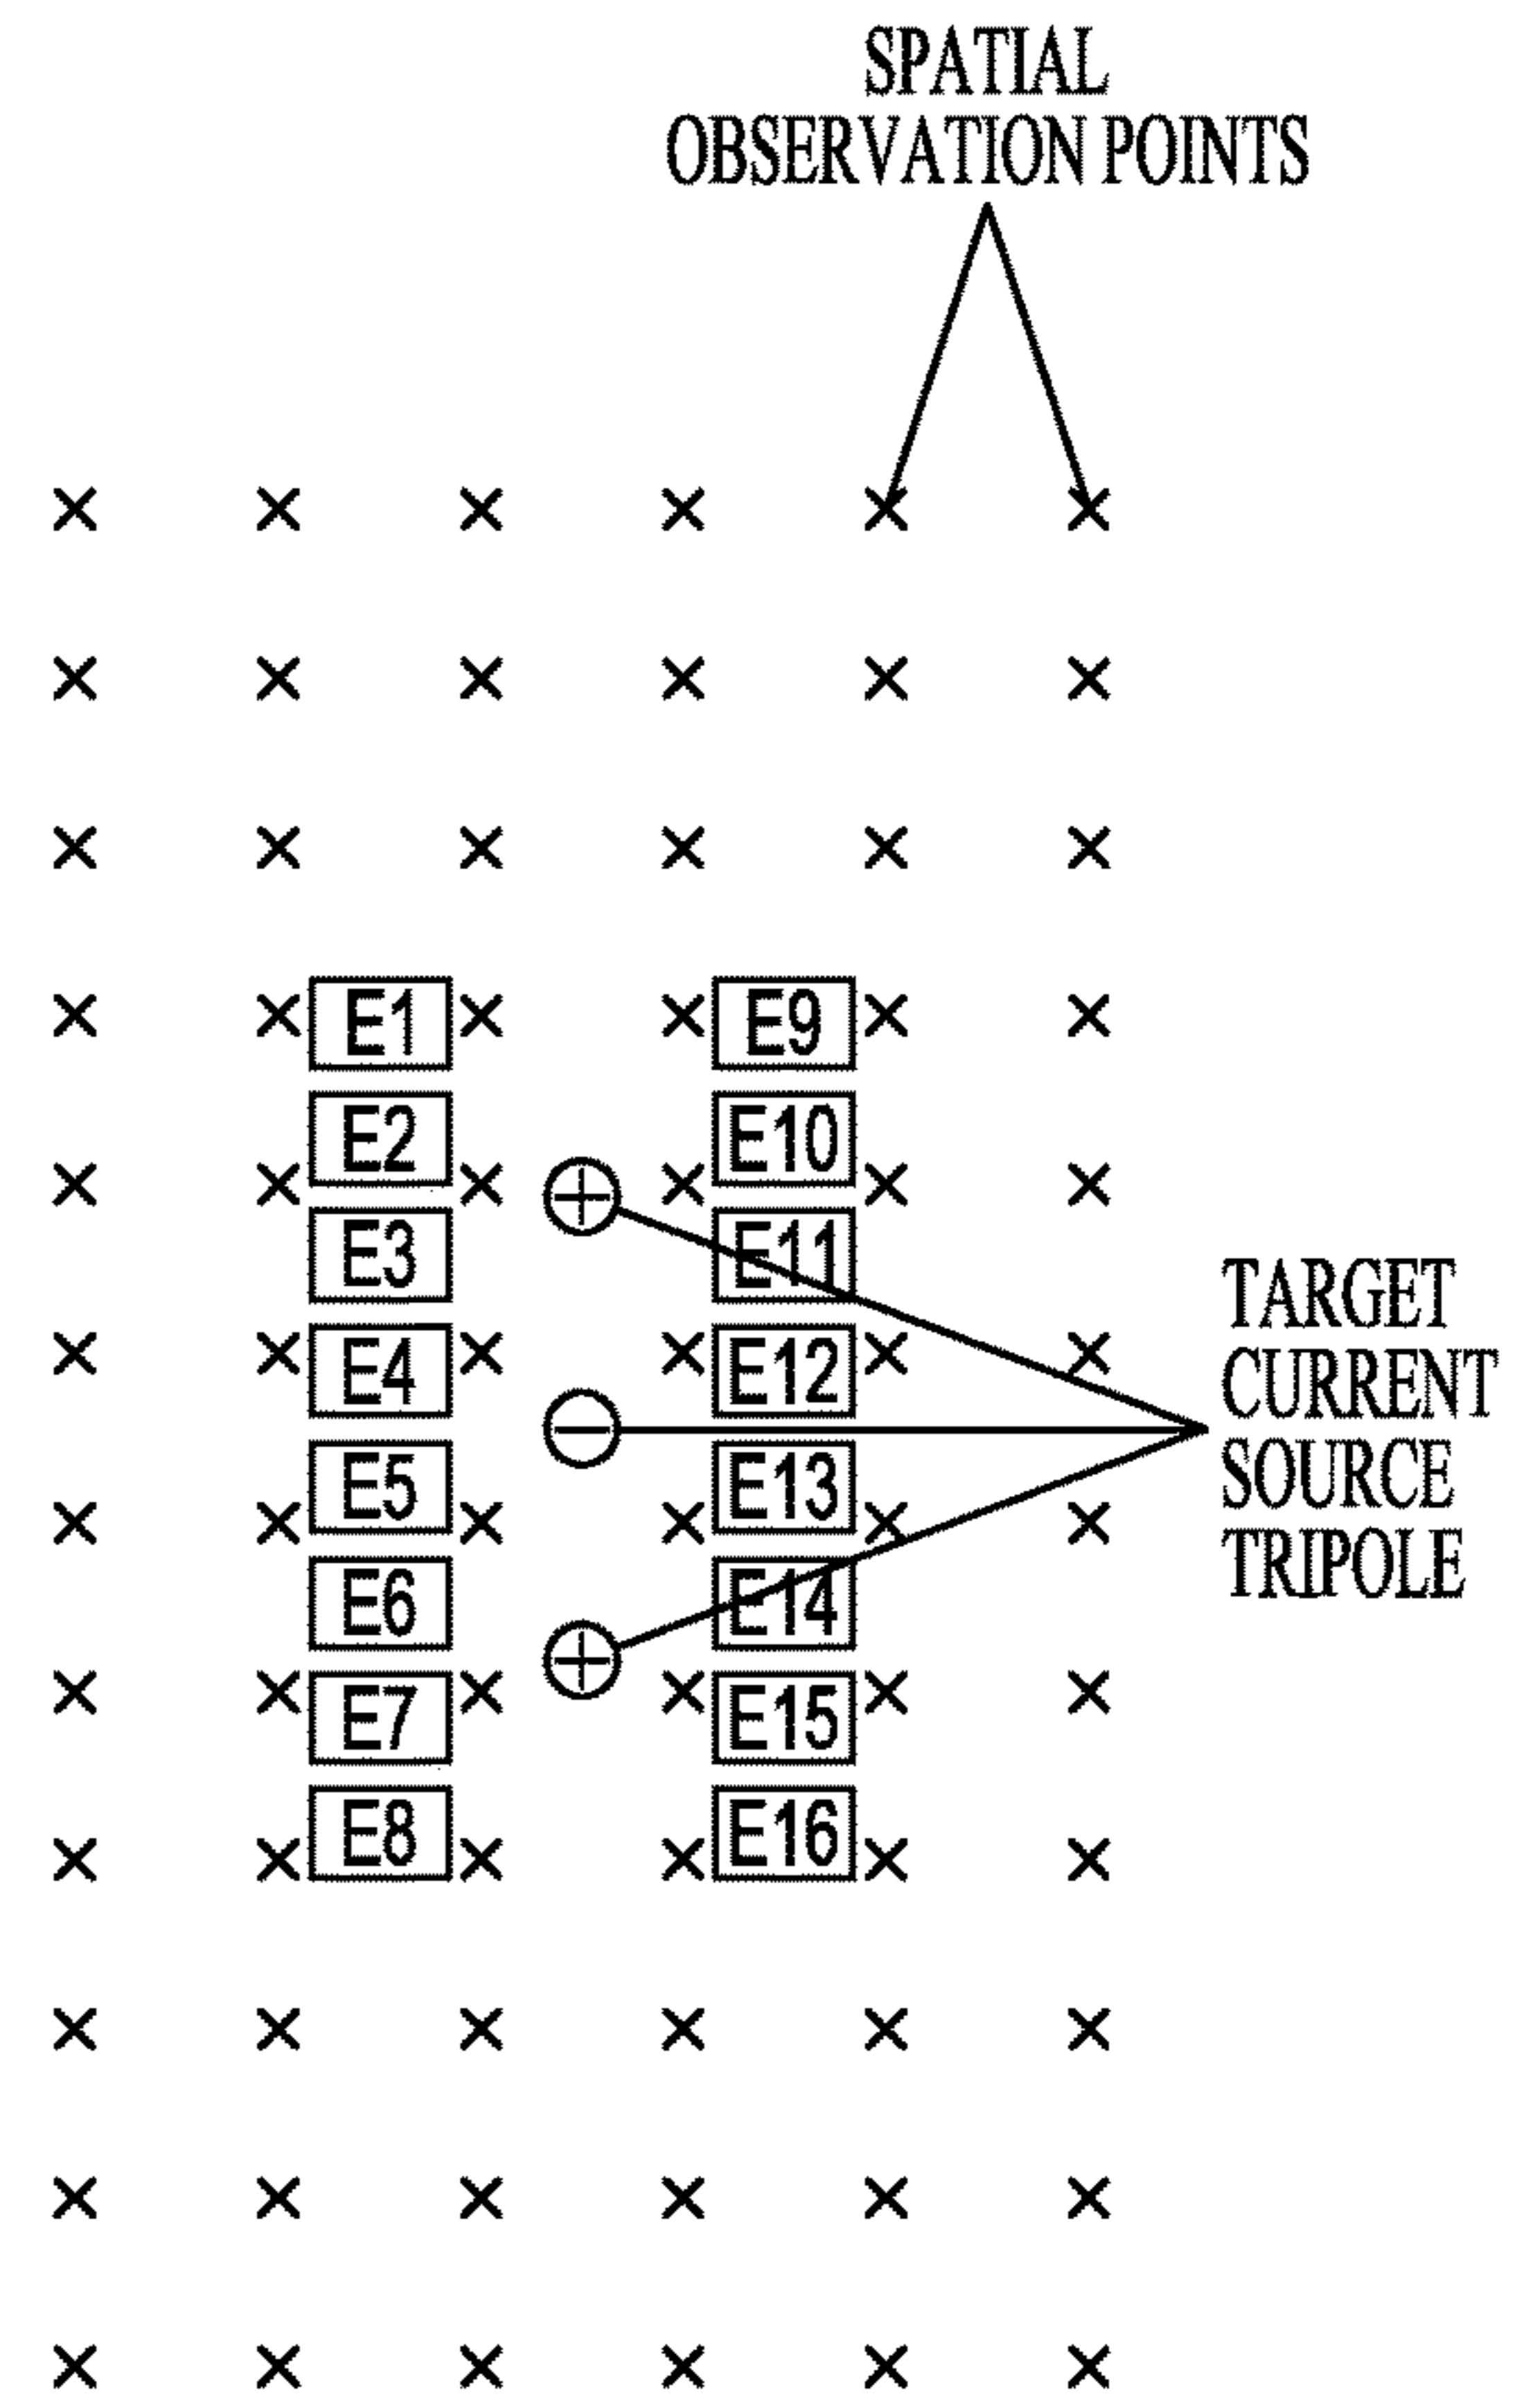 SPATIAL
OBSERVATION POINTS
E1
E9
E2
E10
E3
E11
E4
E12
E5
E13
E6
E14
E7
E15
E8
E16
TARGET
CURRENT
SOURCE
TRIPOLE